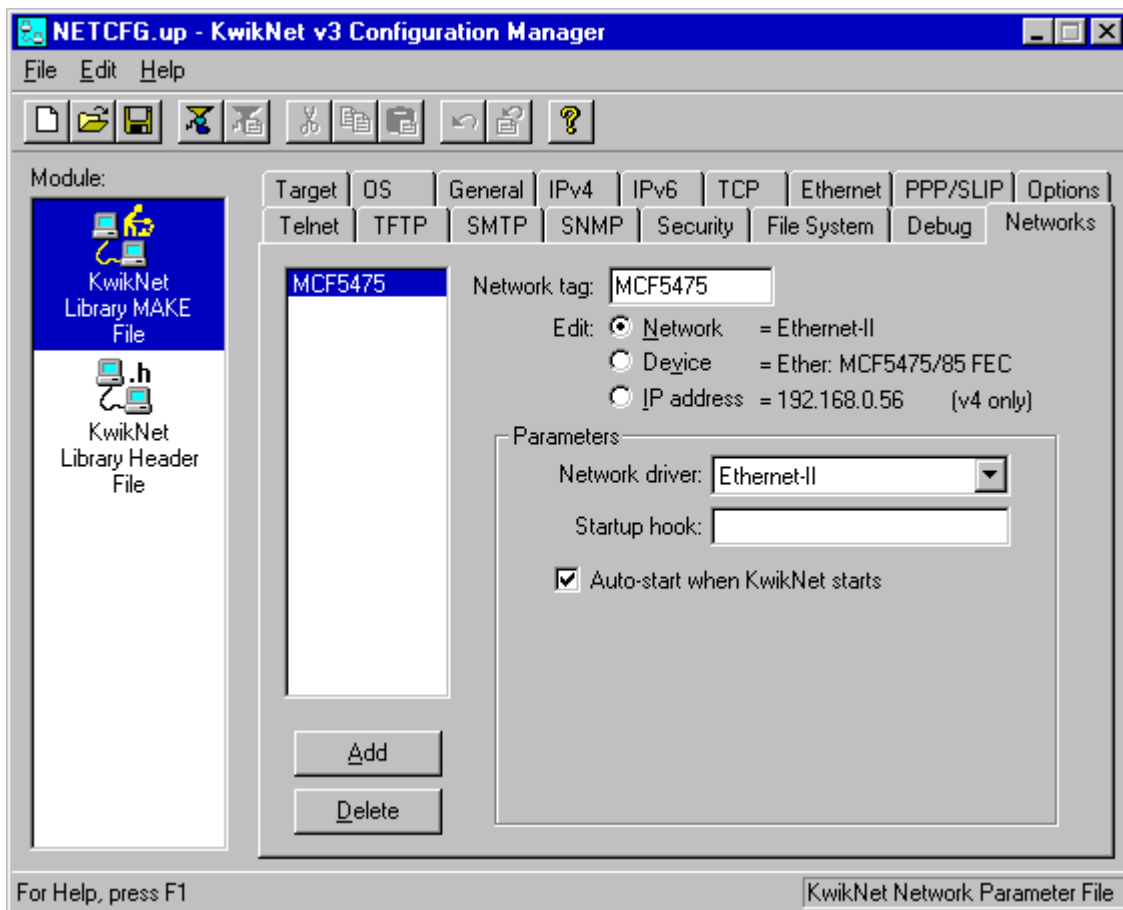 NETCFG.up - KwikNet v3 Configuration Manager
File Edit Help
Module:
KwikNet
Library MAKE
File
.h
KwikNet
Library Header
File
Target OS General IPv4 IPv6 TCP Ethernet PPP/SLIP Options
Telnet TFTP SMTP SNMP Security File System Debug Networks
MCF5475
Network tag: MCF5475
Edit: Network = Ethernet-II
Device = Ether: MCF5475/85 FEC
IP address = 192.168.0.56 (v4 only)
Parameters
Network driver: Ethernet-II
Startup hook:
Auto-start when KwikNet starts
Add
Delete
For Help, press F1
KwikNet Network Parameter File